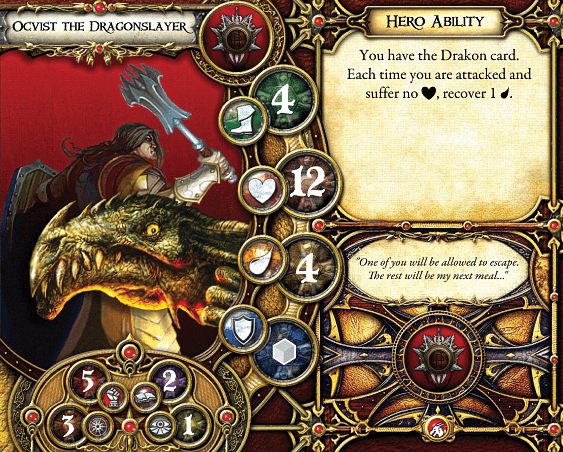 Ocvist the Dragonslayer
4
12
4
5
2
3
1
Hero Ability
You have the Drakon card.
Each time you are attacked and
suffer no ♥, recover 1 .
"One of you will be allowed to escape.
The rest will be my next meal..."